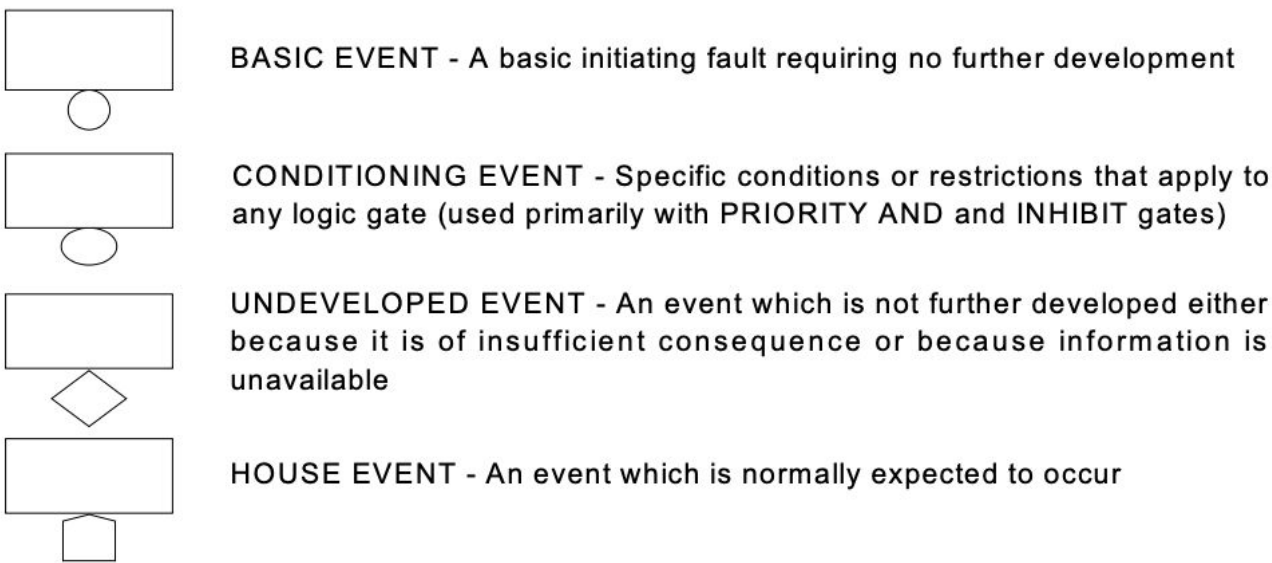 BASIC EVENT - A basic initiating fault requiring no further development
CONDITIONING EVENT - Specific conditions or restrictions that apply to
any logic gate (used primarily with PRIORITY AND and INHIBIT gates)
UNDEVELOPED EVENT - An event which is not further developed either
because it is of insufficient consequence or because information is
unavailable
HOUSE EVENT - An event which is normally expected to occur